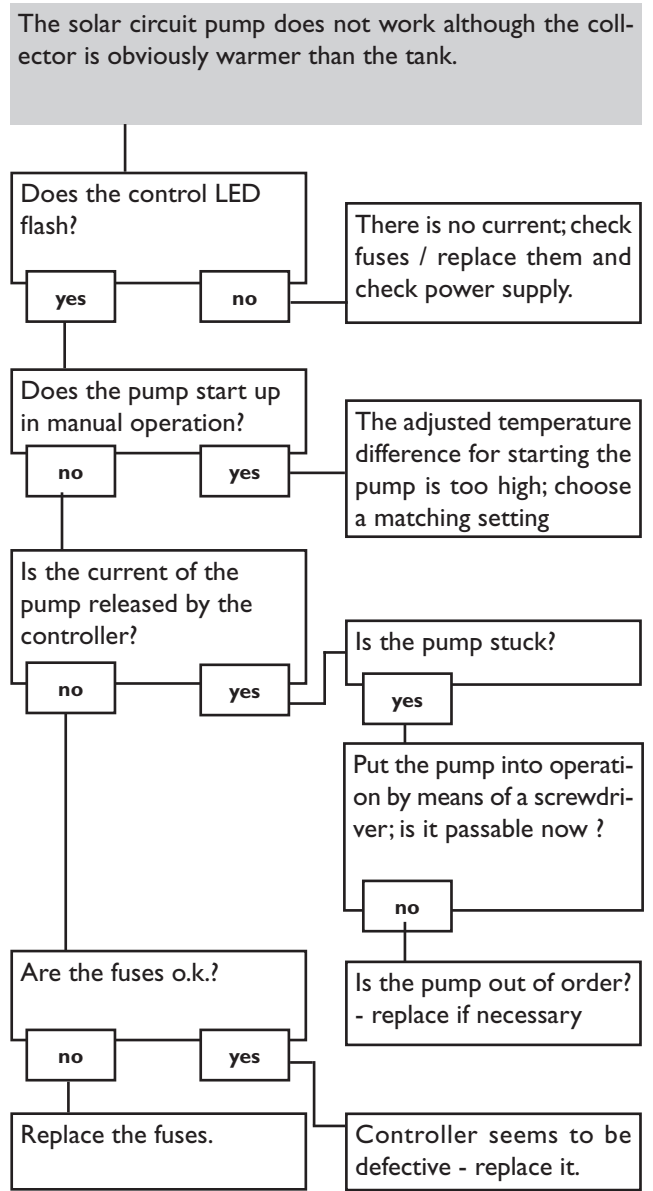 The solar circuit pump does not work although the coll-
ector is obviously warmer than the tank.
Does the control LED
flash?
yes
no
There is no current; check
fuses / replace them and
check power supply.
Does the pump start up
in manual operation?
no
yes
The adjusted temperature
difference for starting the
pump is too high; choose
a matching setting
Is the current of the
pump released by the
controller?
no
yes
Is the pump stuck?
yes
Put the pump into operati-
on by means of a screwdri-
ver; is it passable now ?
no
Is the pump out of order?
- replace if necessary
Are the fuses o.k.?
no
yes
Replace the fuses.
Controller seems to be
defective - replace it.